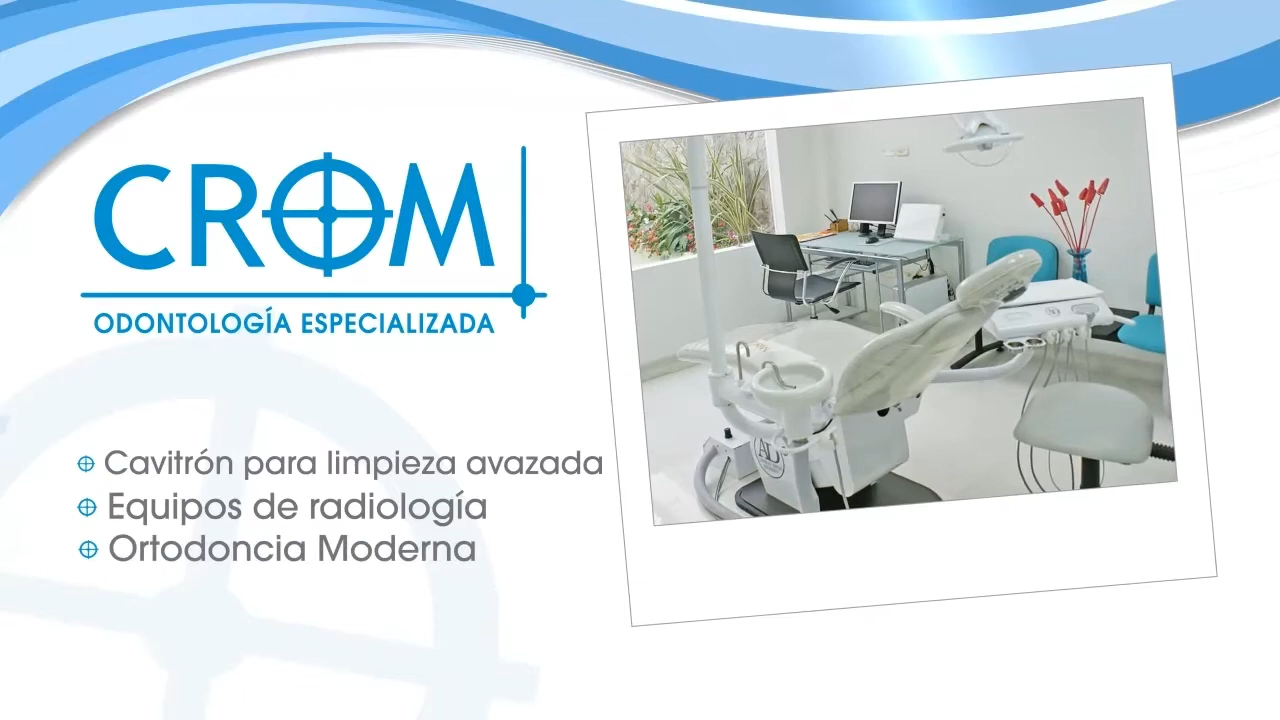 CROM
ODONTOLOGÍA ESPECIALIZADA
Cavitrón para limpieza avazada
Equipos de radiología
Ortodoncia Moderna